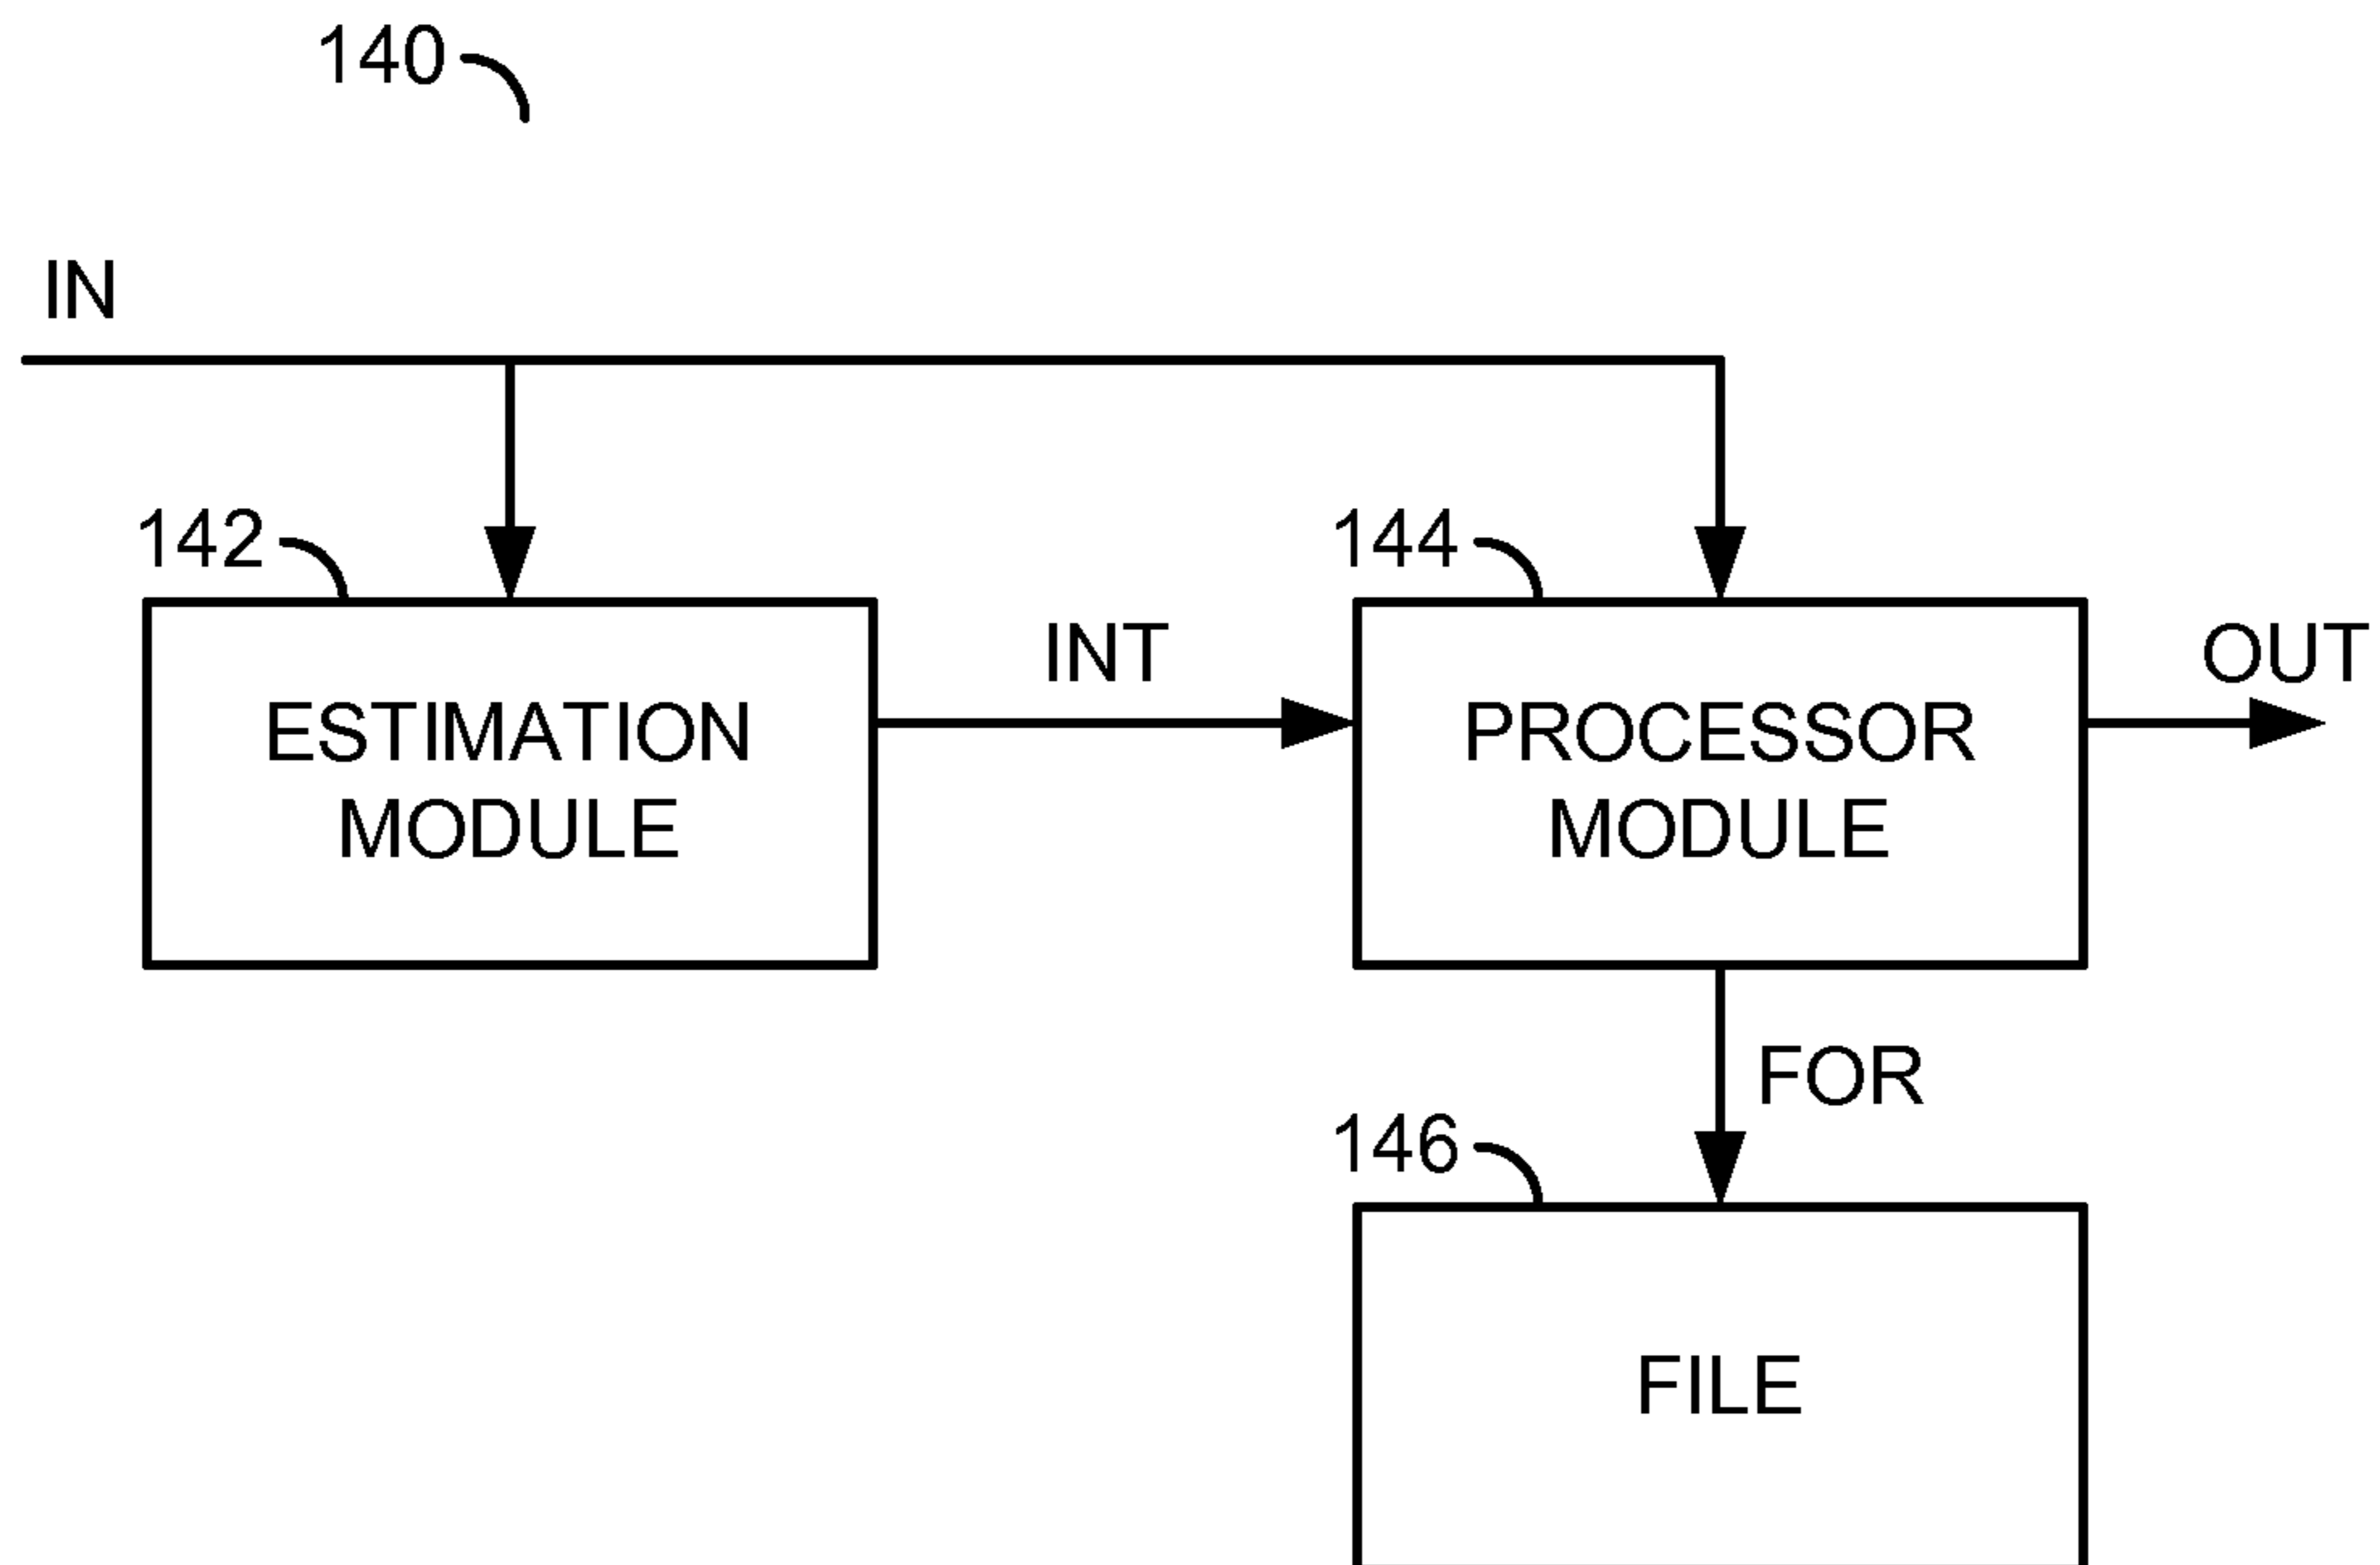 140
IN
142
144
INT
OUT
ESTIMATION
MODULE
PROCESSOR
MODULE
FOR
146
FILE